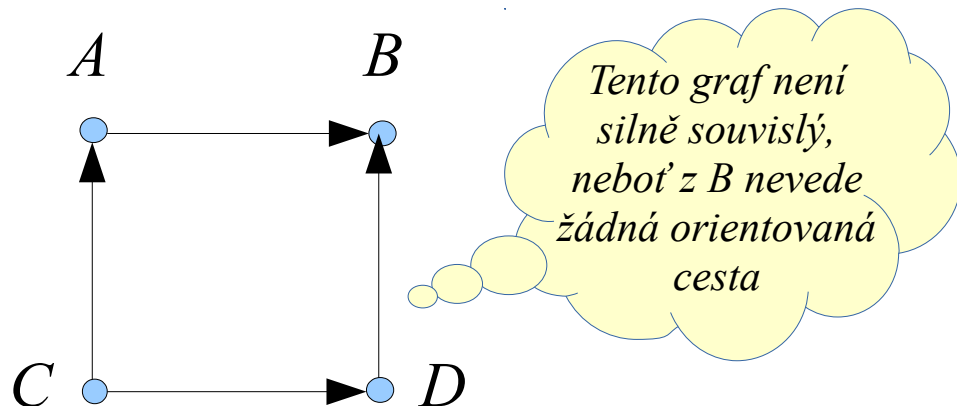 A B
Tento graf není
silně souvislý,
neboť z B nevede
žádná orientovaná
cesta
C D